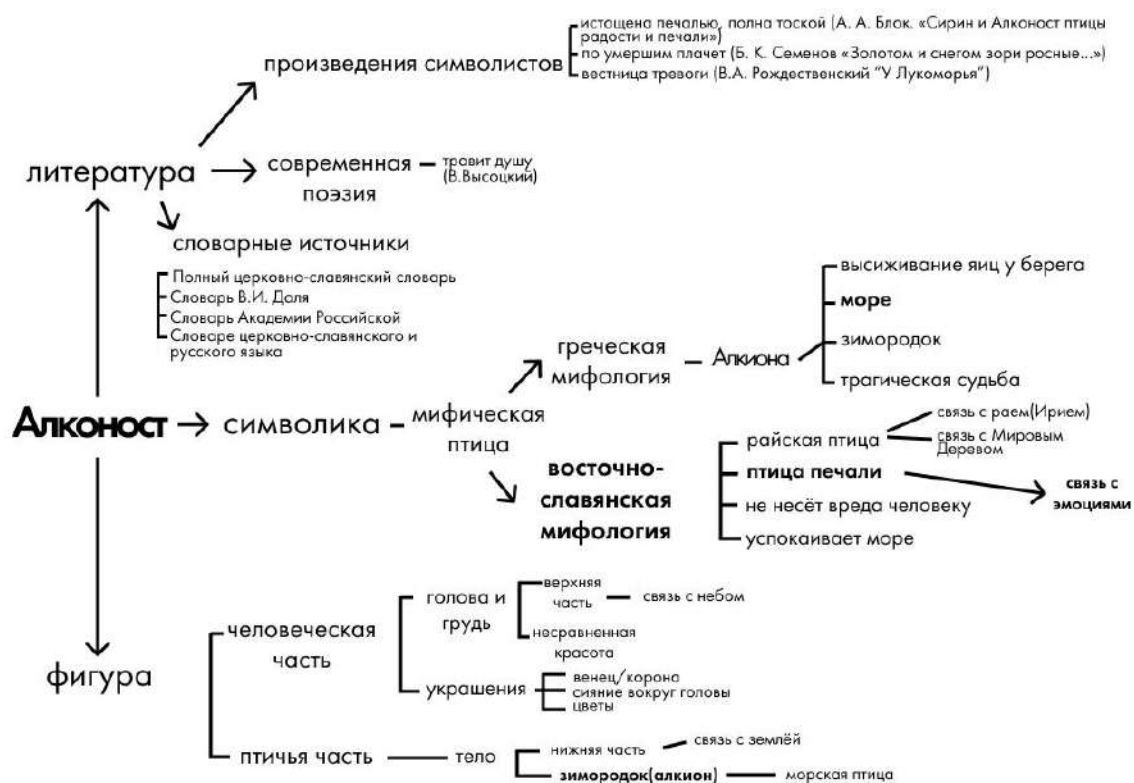 истощена печалью, полна тоской (А. А. Блок. «Сирин и Алконост птицы
радости и печали»)
по умершим плачет (Б. К. Семенов «Золотом и снегом зори росные...»)
вестница тревоги (В.А. Рождественский "У Лукоморья")
произведения символистов
литература
современная
поэзия
травит душу
(В.Высоцкий)
словарные источники
Полный церковно-славянский словарь
Словарь В.И. Даля
Словарь Академии Российской
Словаре церковно-славянского и
русского языка
Алконост
символика
мифическая
птица
греческая
мифология
Алкиона
высиживание яиц у берега
море
зимородок
трагическая судьба
восточно-
славянская
мифология
райская птица
связь с раем(Ирием)
связь с Мировым
Деревом
птица печали
связь с
эмоциями
не несёт вреда человеку
успокаивает море
фигура
человеческая
часть
голова и
грудь
верхняя
часть
связь с небом
несравненная
красота
украшения
венец/корона
сияние вокруг головы
цветы
птичья часть
тело
нижняя часть
связь с землёй
зимородок(алкион)
морская птица